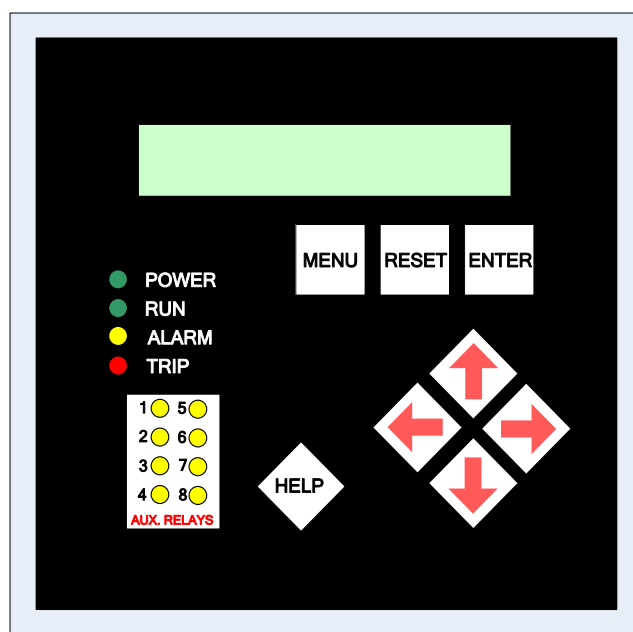 MENU RESET ENTER
POWER
RUN
ALARM
TRIP
1 5
2 6
3 7
4 8
AUX. RELAYS
HELP